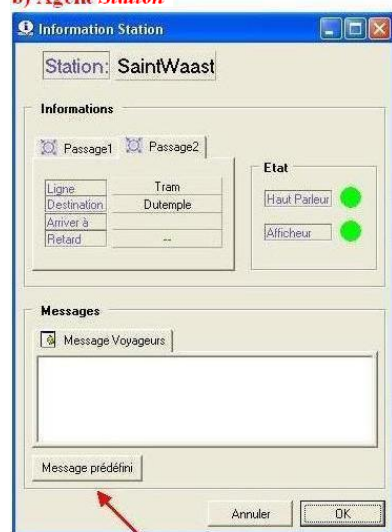 b) Agent Station
Information Station
Station: SaintWaast
Informations
Passage1 Passage2
Ligne Tram
Destination Dutemple
Arriver à
Retard --
Etat
Haut Parleur
Afficheur
Messages
Message Voyageurs
Message prédéfini
Annuler OK